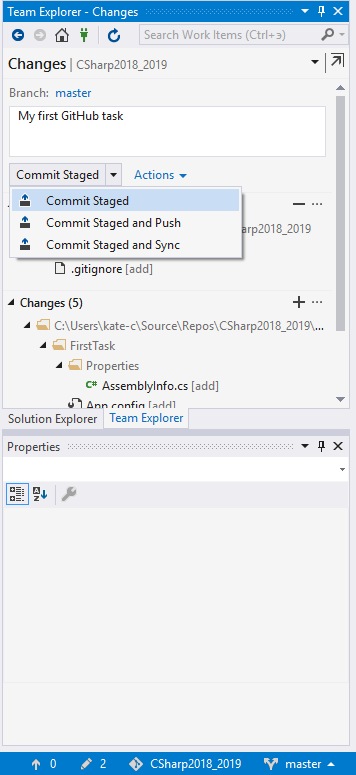 Team Explorer - Changes
Search Work Items (Ctrl+э)
Changes | CSharp2018_2019
Branch: master
My first GitHub task
Commit Staged
Actions
Commit Staged
Commit Staged and Push
harp2018_2019
Commit Staged and Sync
.gitignore [add]
Changes (5)
C:\Users\kate-c\Source\Repos\CSharp2018_2019\...
FirstTask
Properties
C# AssemblyInfo.cs [add]
App.config [add]
Solution Explorer Team Explorer
Properties
0 2 CSharp2018_2019 master